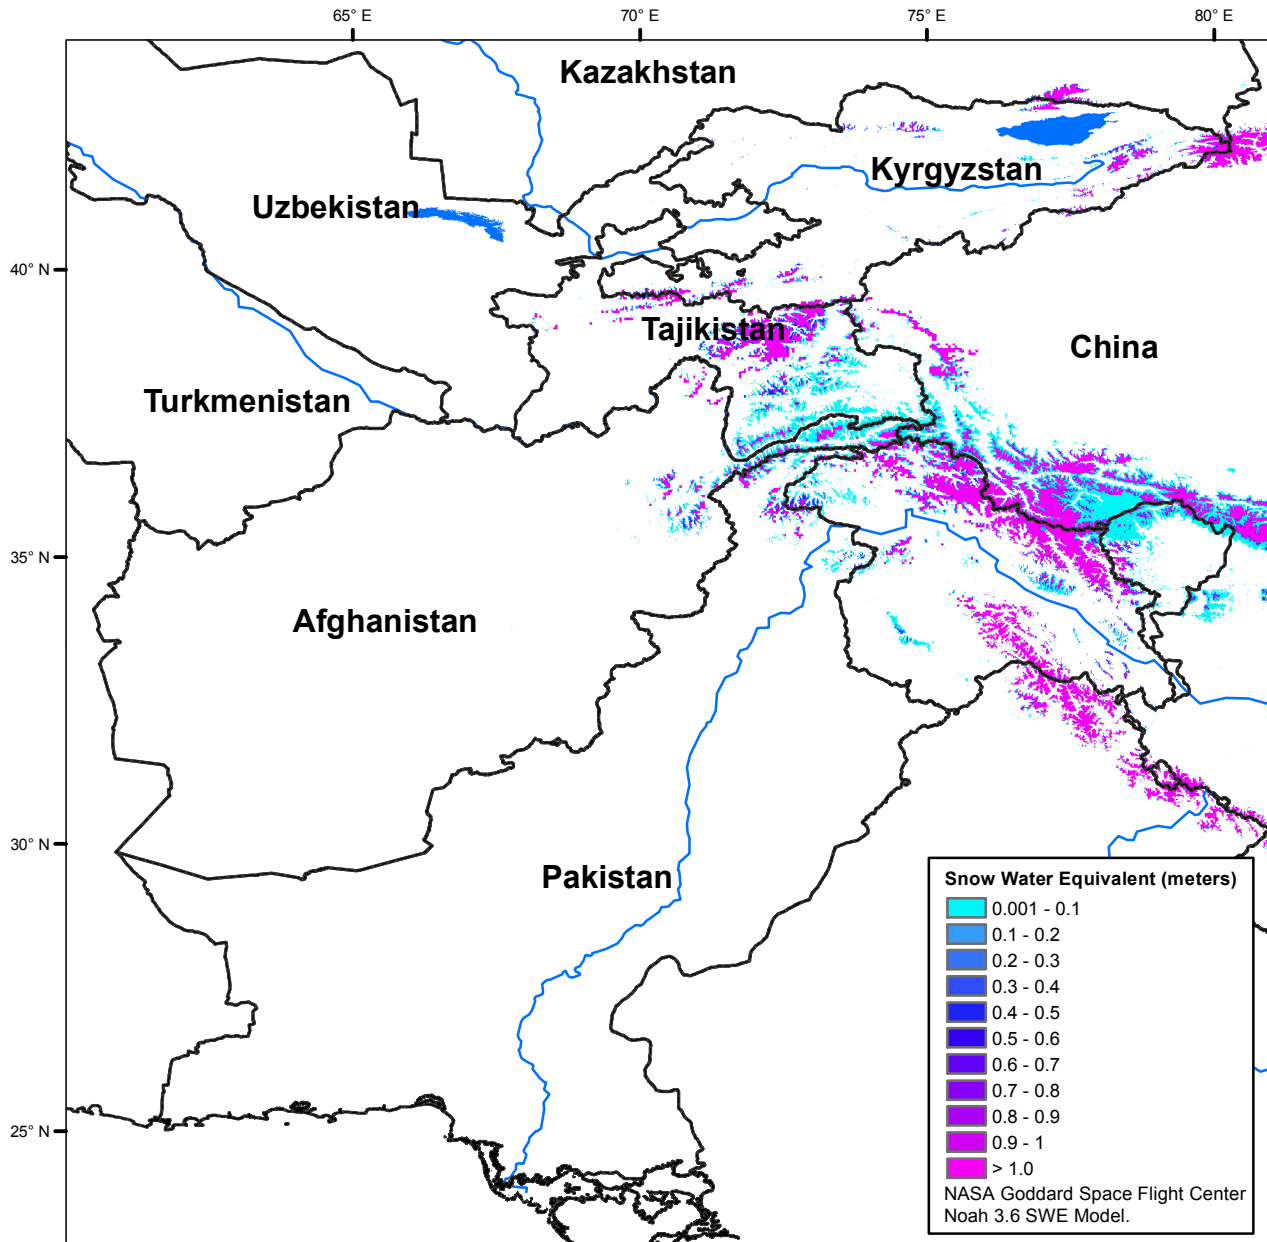 65° E
70° E
75° E
80° E
Kazakhstan
Kyrgyzstan
Uzbekistan
40° N
Tajikistan
China
Turkmenistan
35° N
Afghanistan
30° N
Pakistan
25° N
Snow Water Equivalent (meters)
0.001 - 0.1
0.1 - 0.2
0.2 - 0.3
0.3 - 0.4
0.4 - 0.5
0.5 - 0.6
0.6 - 0.7
0.7 - 0.8
0.8 - 0.9
0.9 - 1
> 1.0
NASA Goddard Space Flight Center
Noah 3.6 SWE Model.